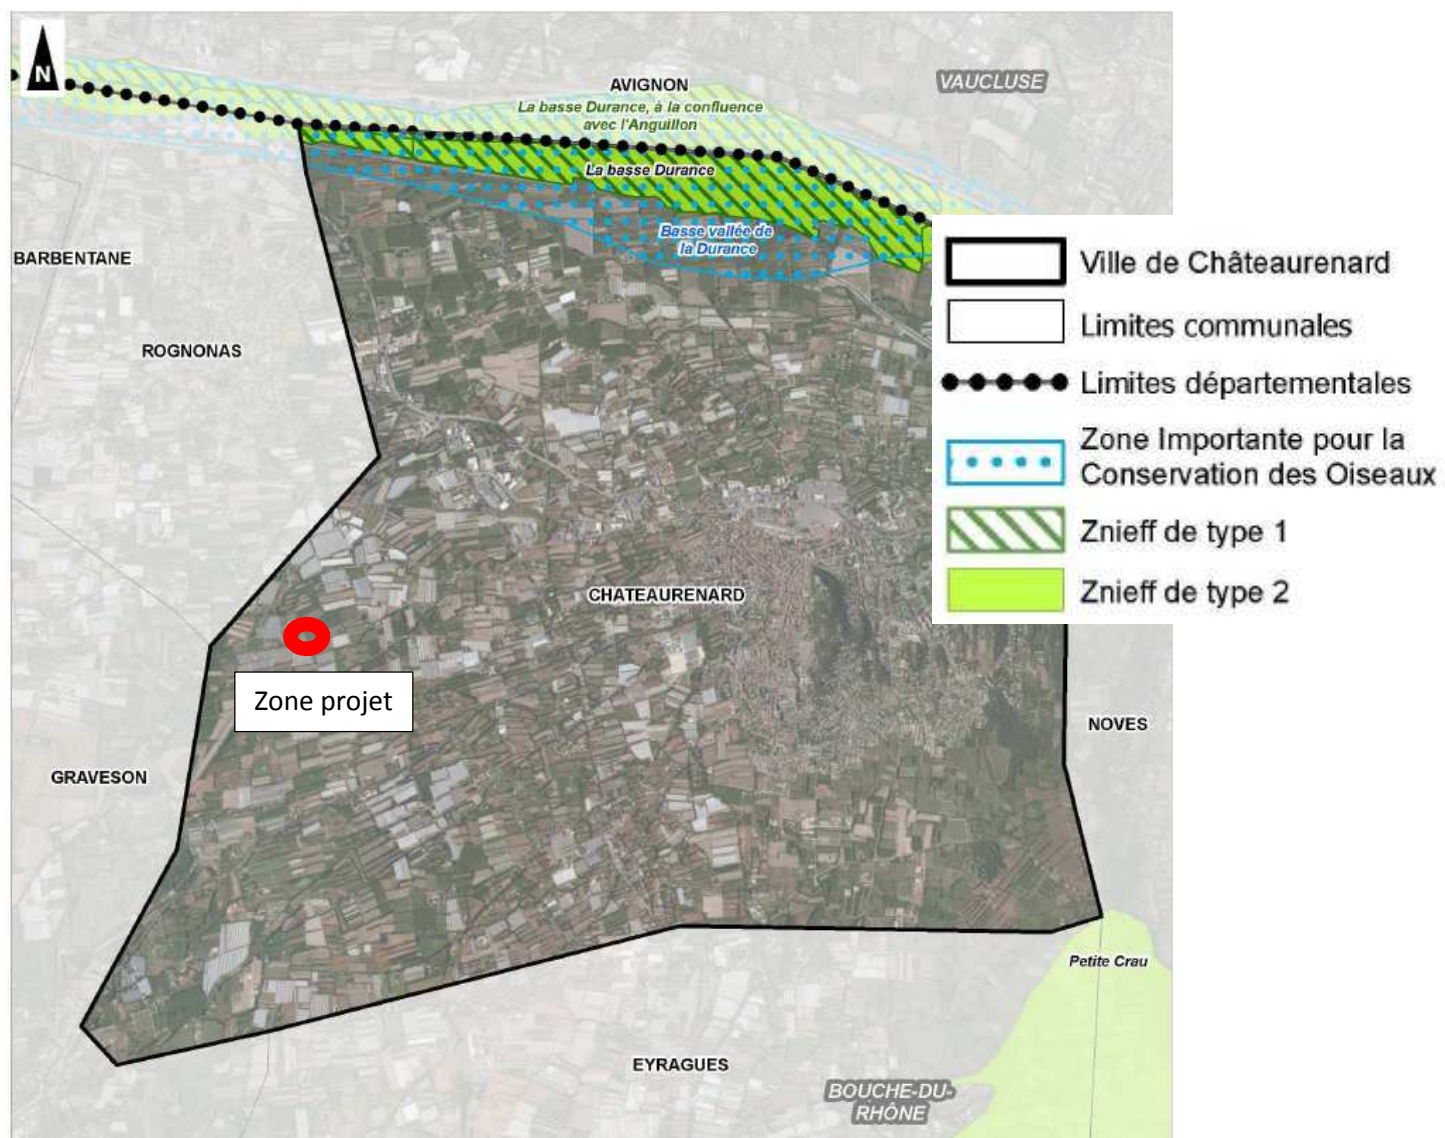 N
AVIGNON
VAUCLUSE
La basse Durance, à la confluence
avec l'Anguillon
La basse Durance
Basse vallée de
la Durance
BARBENTANE
ROGNONAS
CHATEAURENARD
Zone projet
GRAVESON
NOVES
Petite Crau
EYRAGUES
BOUCHE-DU-
RHÔNE
Ville de Châteaurenard
Limites communales
Limites départementales
Zone Importante pour la
Conservation des Oiseaux
Znieff de type 1
Znieff de type 2